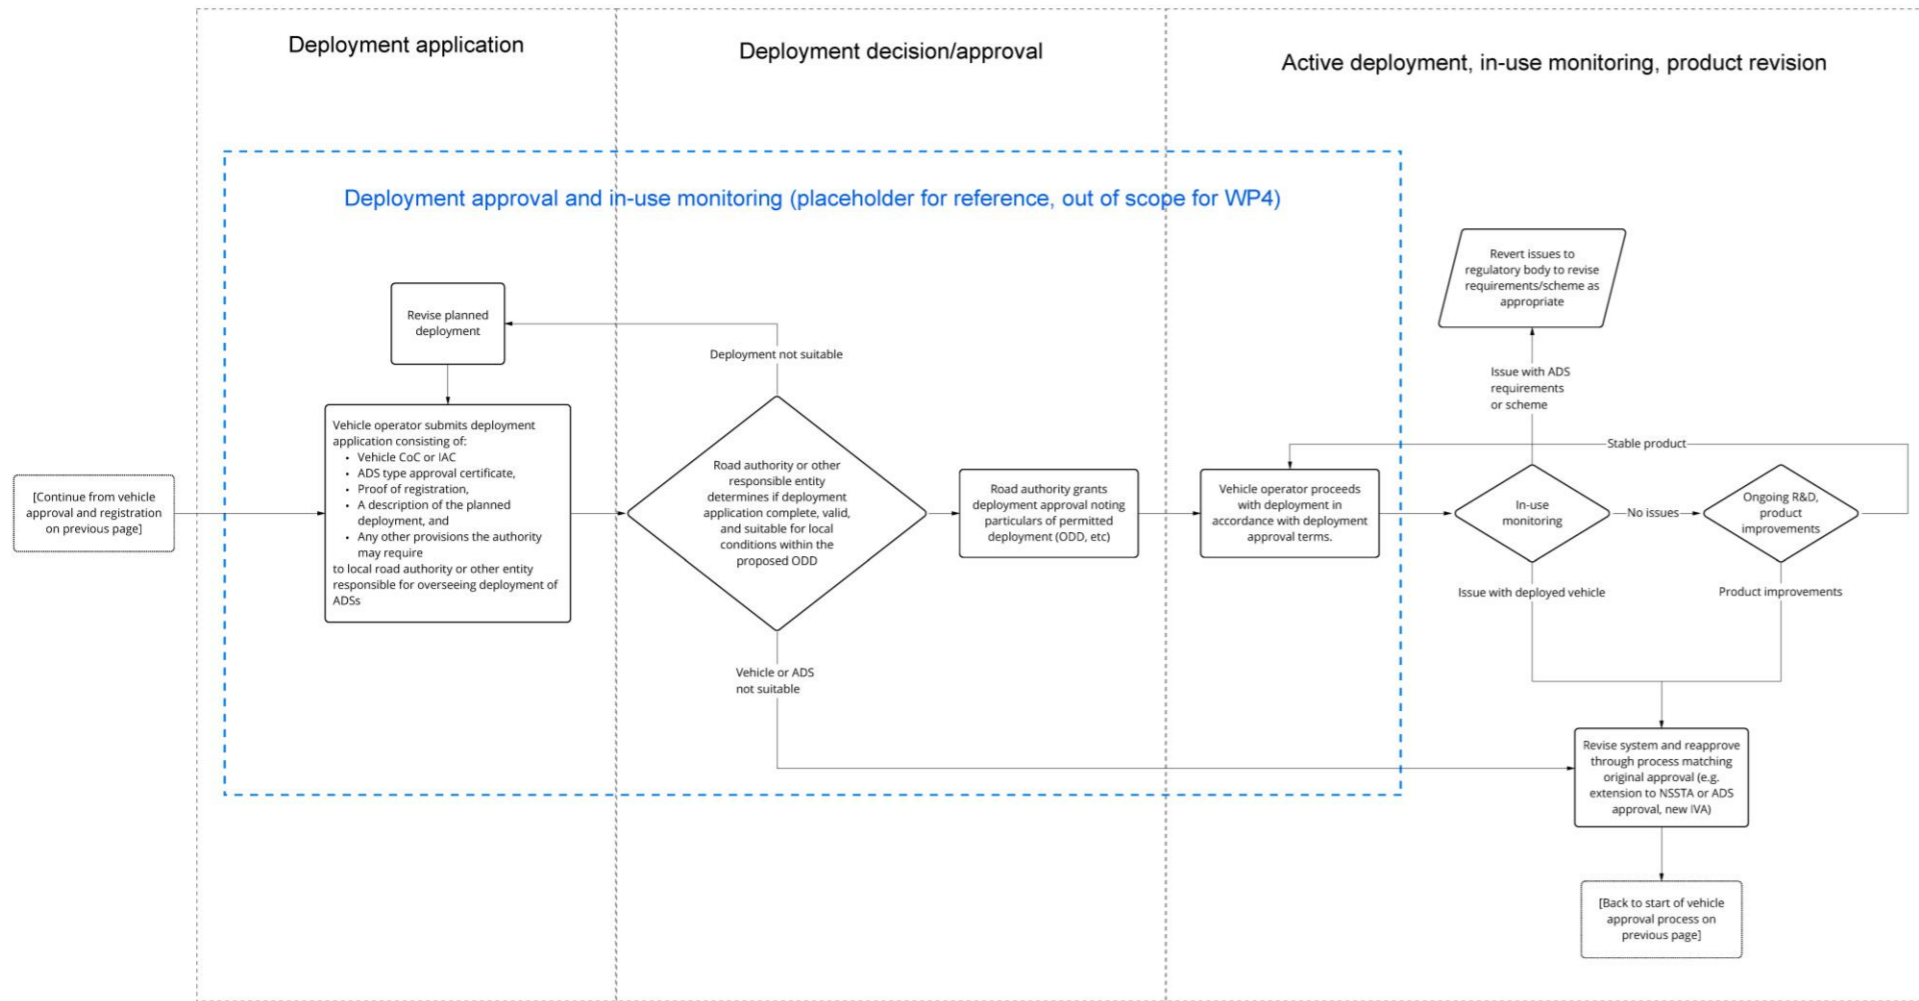 Deployment application
Deployment decision/approval
Active deployment, in-use monitoring, product revision
Deployment approval and in-use monitoring (placeholder for reference, out of scope for WP4)
[Continue from vehicle
approval and registration
on previous page]
Revise planned
deployment
Vehicle operator submits deployment
application consisting of:
• Vehicle CoC or IAC
• ADS type approval certificate,
• Proof of registration,
• A description of the planned
deployment, and
• Any other provisions the authority
may require
to local road authority or other entity
responsible for overseeing deployment of
ADSs
Deployment not suitable
Road authority or other
responsible entity
determines if deployment
application complete, valid,
and suitable for local
conditions within the
proposed ODD
Vehicle or ADS
not suitable
Road authority grants
deployment approval noting
particulars of permitted
deployment (ODD, etc)
Vehicle operator proceeds
with deployment in
accordance with deployment
approval terms.
Revert issues to
regulatory body to revise
requirements/scheme as
appropriate
Issue with ADS
requirements
or scheme
Stable product
In-use
monitoring
No issues
Ongoing R&D,
product
improvements
Issue with deployed vehicle
Product improvements
Revise system and reapprove
through process matching
original approval (e.g.
extension to NSSTA or ADS
approval, new IVA)
[Back to start of vehicle
approval process on
previous page]